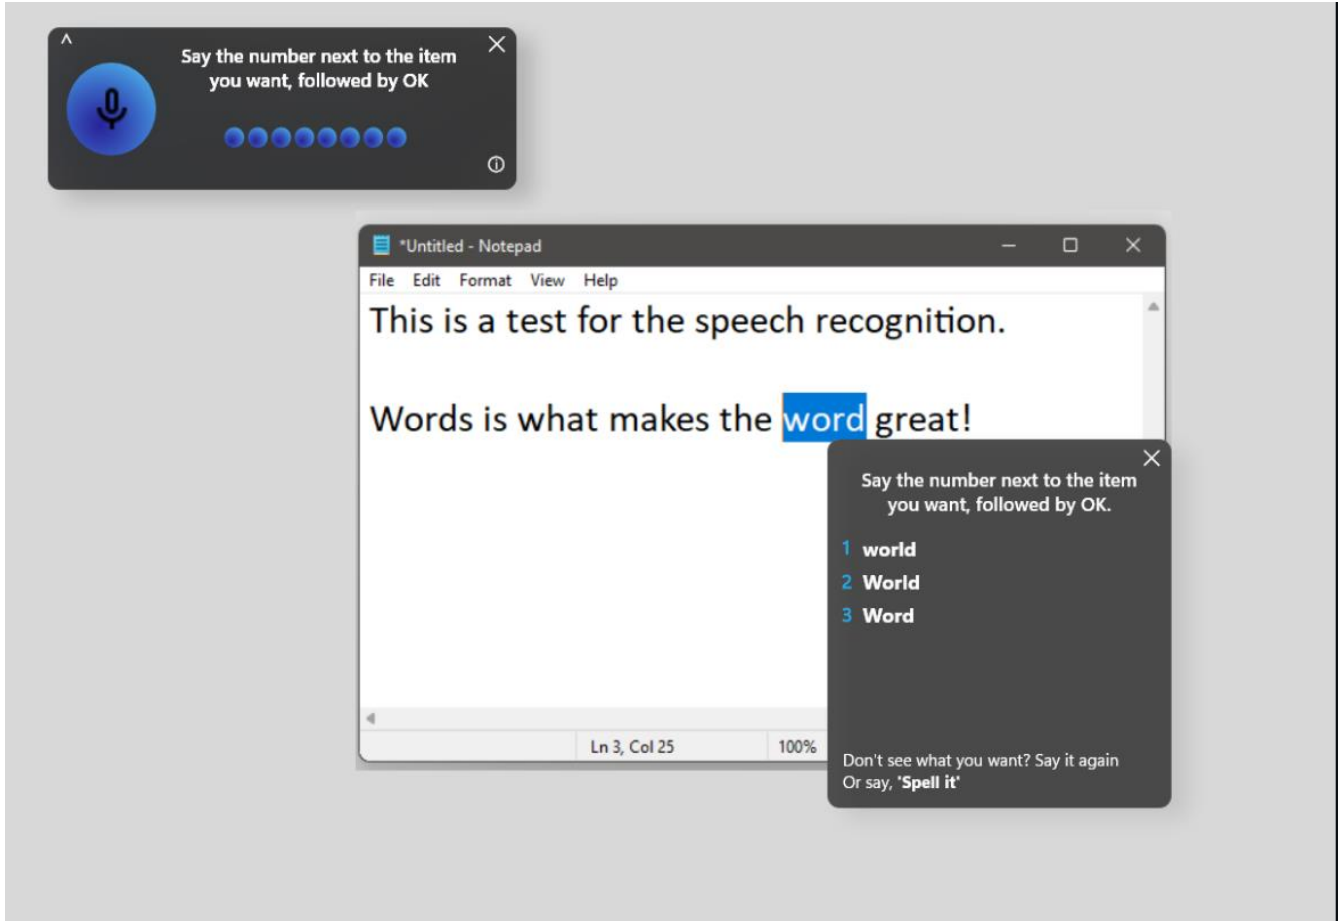 Say the number next to the item
you want, followed by OK
*Untitled - Notepad
File Edit Format View Help
This is a test for the speech recognition.
Words is what makes the word great!
Say the number next to the item
you want, followed by OK.
1 world
2 World
3 Word
Don't see what you want? Say it again
Or say, 'Spell it'
Ln 3, Col 25 100%